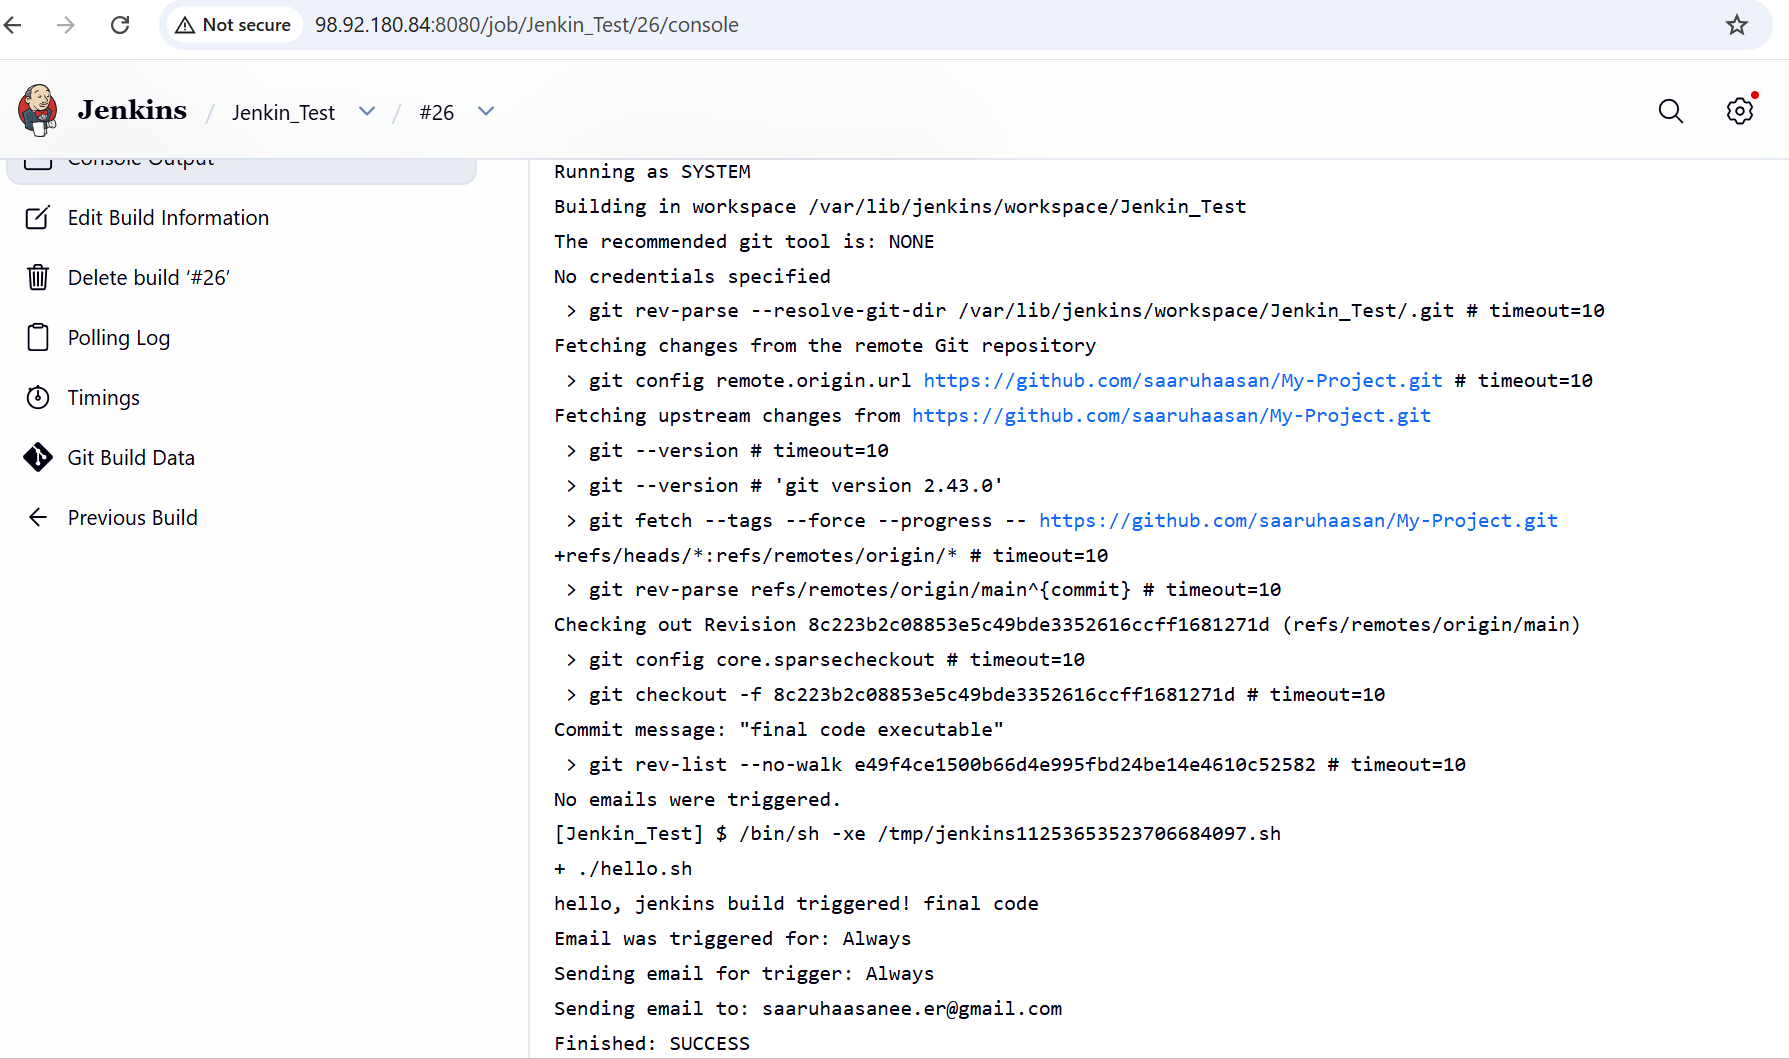 Not secure 98.92.180.84:8080/job/Jenkin_Test/26/console
Jenkins / Jenkin_Test / #26
Console Output
Edit Build Information
Delete build ‘#26’
Polling Log
Timings
Git Build Data
Previous Build
Running as SYSTEM
Building in workspace /var/lib/jenkins/workspace/Jenkin_Test
The recommended git tool is: NONE
No credentials specified
> git rev-parse --resolve-git-dir /var/lib/jenkins/workspace/Jenkin_Test/.git # timeout=10
Fetching changes from the remote Git repository
> git config remote.origin.url https://github.com/saaruhaasan/My-Project.git # timeout=10
Fetching upstream changes from https://github.com/saaruhaasan/My-Project.git
> git --version # timeout=10
> git --version # 'git version 2.43.0'
> git fetch --tags --force --progress -- https://github.com/saaruhaasan/My-Project.git
+refs/heads/*:refs/remotes/origin/* # timeout=10
> git rev-parse refs/remotes/origin/main^{commit} # timeout=10
Checking out Revision 8c223b2c08853e5c49bde3352616ccff1681271d (refs/remotes/origin/main)
> git config core.sparsecheckout # timeout=10
> git checkout -f 8c223b2c08853e5c49bde3352616ccff1681271d # timeout=10
Commit message: "final code executable"
> git rev-list --no-walk e49f4ce1500b66d4e995fbd24be14e4610c52582 # timeout=10
No emails were triggered.
[Jenkin_Test] $ /bin/sh -xe /tmp/jenkins11253653523706684097.sh
+ ./hello.sh
hello, jenkins build triggered! final code
Email was triggered for: Always
Sending email for trigger: Always
Sending email to: saaruhaasanee.er@gmail.com
Finished: SUCCESS